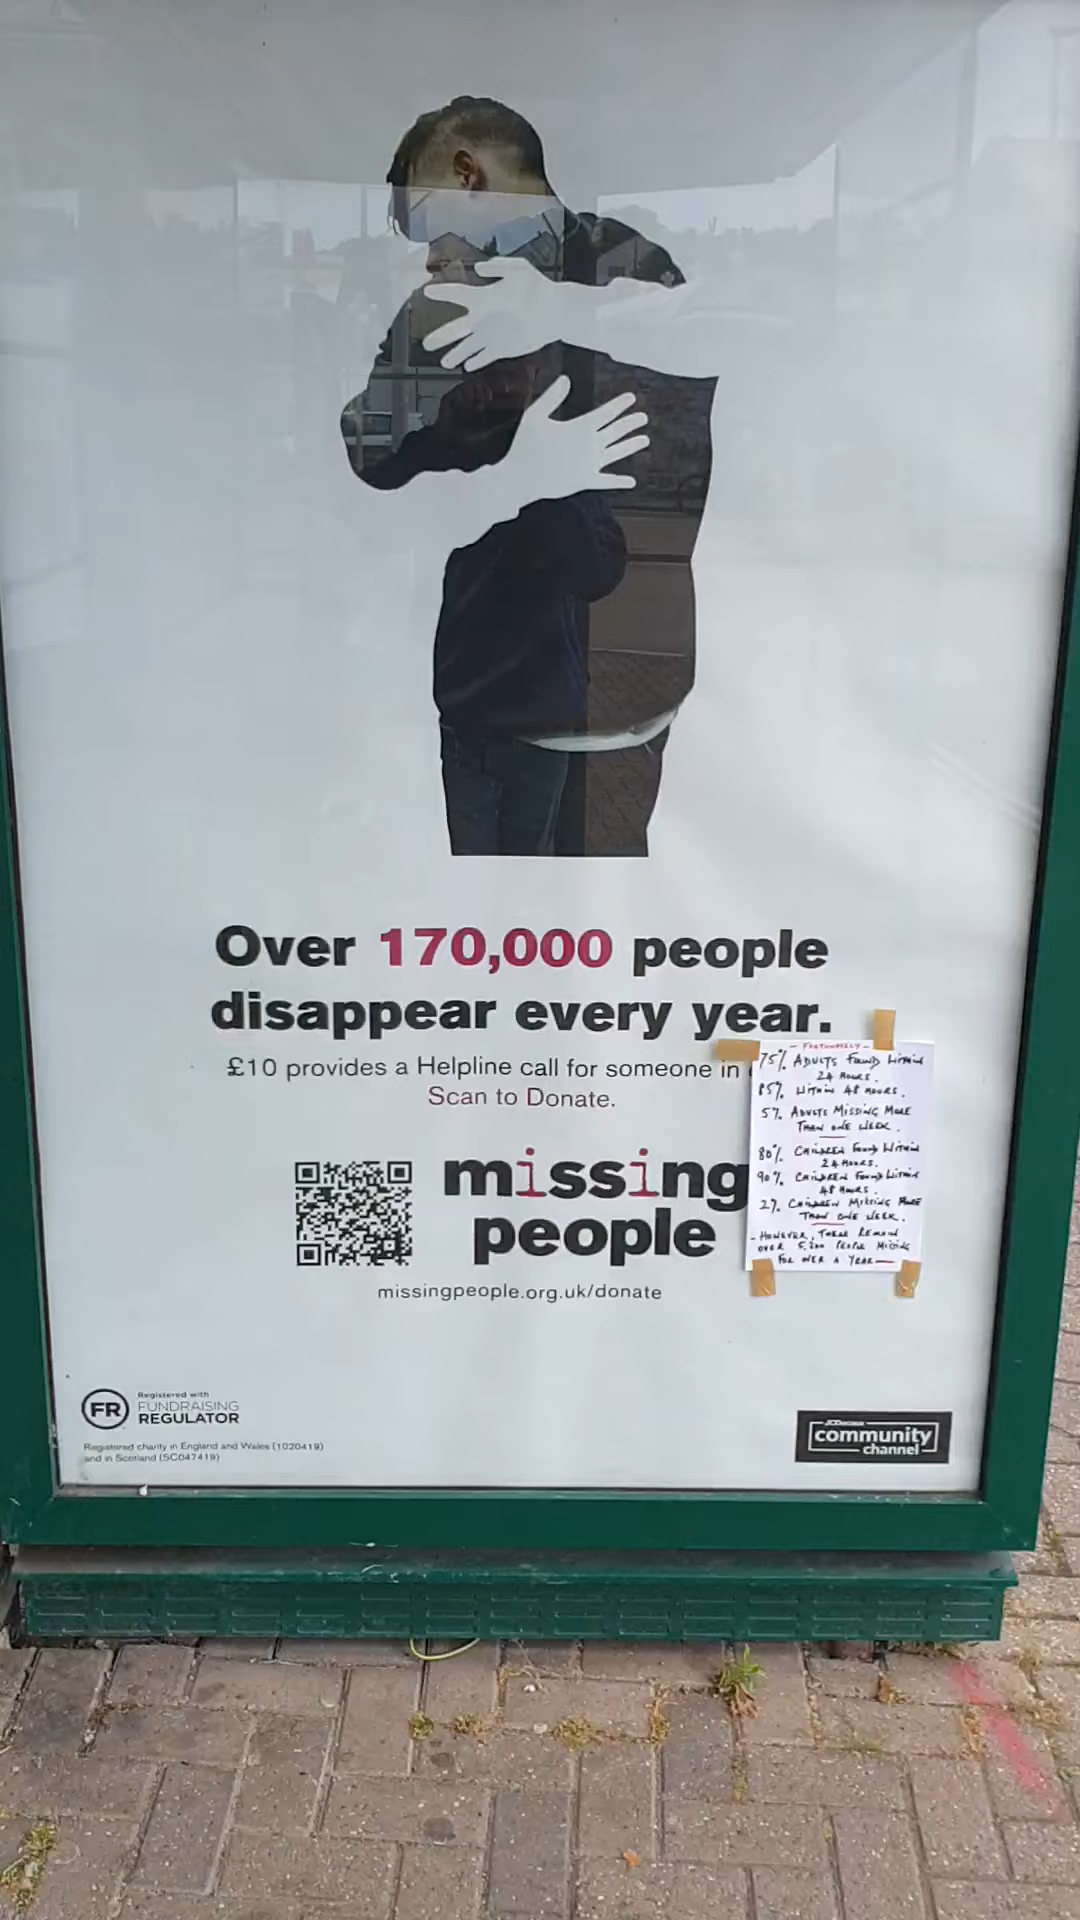 Over 170,000 people
disappear every year.
£10 provides a Helpline call for someone in
Scan to Donate.
missing
people
missingpeople.org.uk/donate
- FORTUNATELY -
75% ADULTS FOUND WITHIN
24 HOURS.
85% WITHIN 48 HOURS.
5% ADULTS MISSING MORE
THAN ONE WEEK.
80% CHILDREN FOUND WITHIN
24 HOURS.
90% CHILDREN FOUND WITHIN
48 HOURS.
2% CHILDREN MISSING MORE
THAN ONE WEEK.
- HOWEVER, THERE REMAIN
OVER 5,200 PEOPLE MISSING
FOR OVER A YEAR -
FR
Registered with
FUNDRAISING
REGULATOR
Registered charity in England and Wales (1020419)
and in Scotland (SC047419)
JCDecaux
community
channel